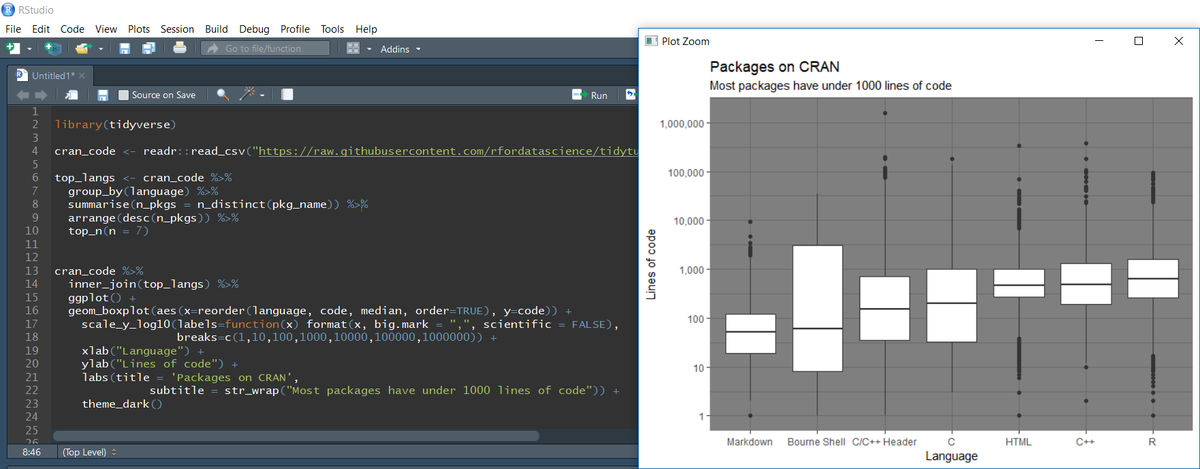 RStudio
File Edit Code View Plots Session Build Debug Profile Tools Help
Go to file/function Addins
Untitled1*
Source on Save Run
1
2 library(tidyverse)
3
4 cran_code <- readr::read_csv("https://raw.githubusercontent.com/rfordatascience/tidytu
5
6 top_langs <- cran_code %>%
7 group_by(language) %>%
8 summarise(n_pkgs = n_distinct(pkg_name)) %>%
9 arrange(desc(n_pkgs)) %>%
10 top_n(n = 7)
11
12
13 cran_code %>%
14 inner_join(top_langs) %>%
15 ggplot() +
16 geom_boxplot(aes(x=reorder(language, code, median, order=TRUE), y=code)) +
17 scale_y_log10(labels=function(x) format(x, big.mark = ",", scientific = FALSE),
18 breaks=c(1,10,100,1000,10000,100000,1000000)) +
19 xlab("Language") +
20 ylab("Lines of code") +
21 labs(title = 'Packages on CRAN',
22 subtitle = str_wrap("Most packages have under 1000 lines of code")) +
23 theme_dark()
24
25
26
8:46 (Top Level)
Plot Zoom
Packages on CRAN
Most packages have under 1000 lines of code
Lines of code
1,000,000
100,000
10,000
1,000
100
10
1
Markdown Bourne Shell C/C++ Header C HTML C++ R
Language